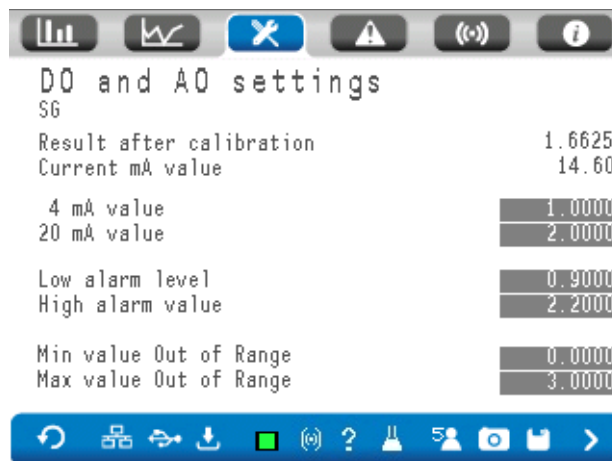 DO and AO settings
SG
Result after calibration 1.6625
Current mA value 14.60
4 mA value 1.0000
20 mA value 2.0000
Low alarm level 0.9000
High alarm value 2.2000
Min value Out of Range 0.0000
Max value Out of Range 3.0000
? 5